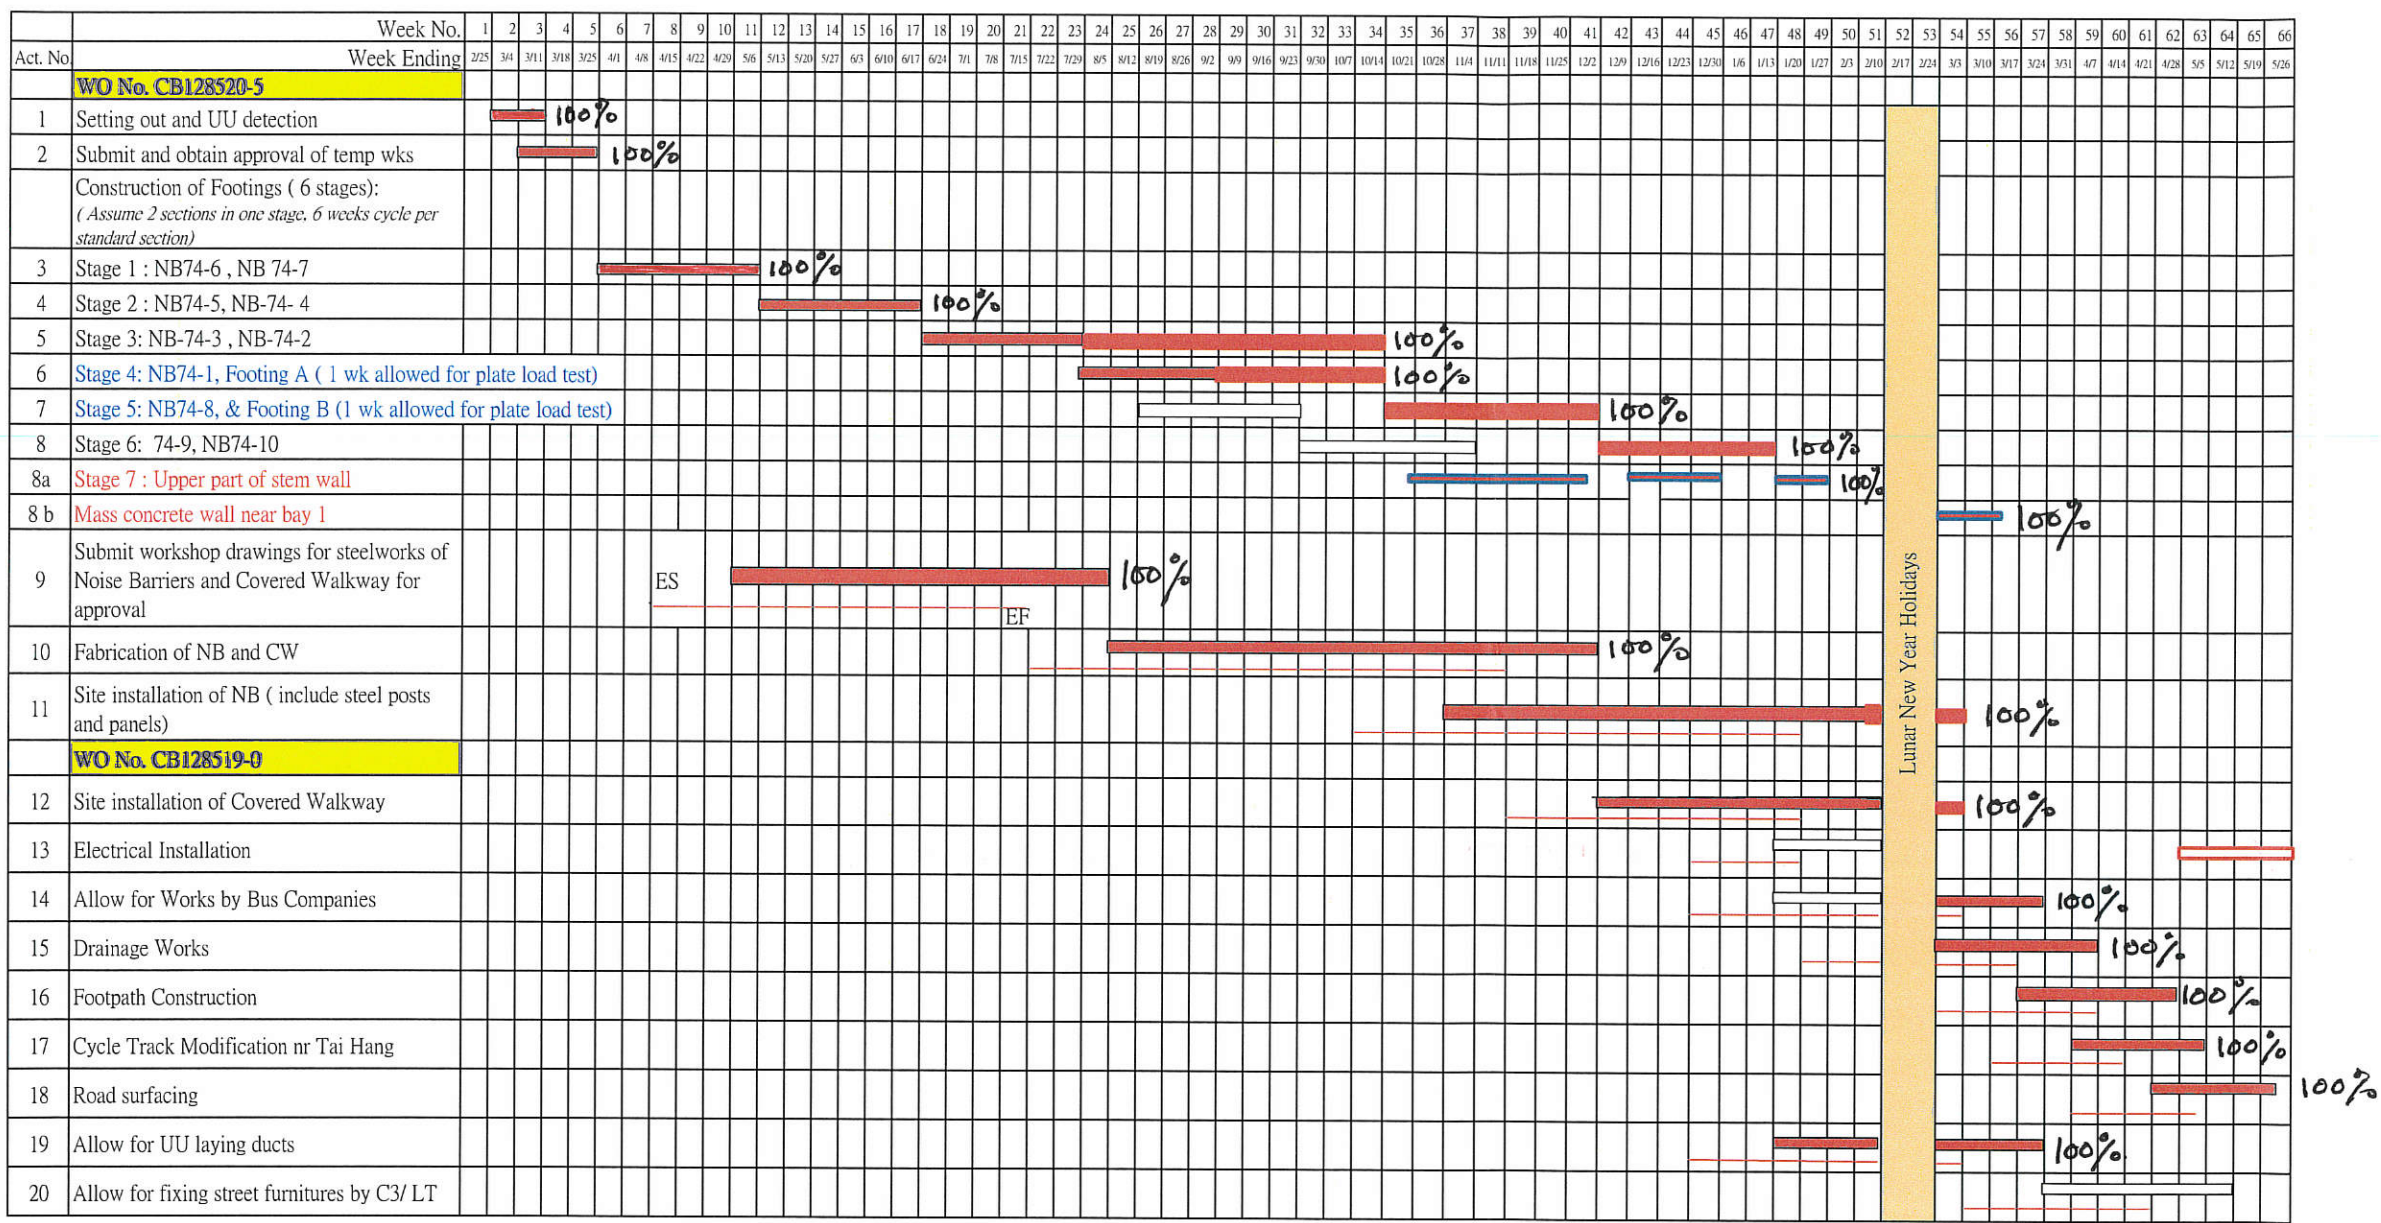 Week No. 1 2 3 4 5 6 7 8 9 10 11 12 13 14 15 16 17 18 19 20 21 22 23 24 25 26 27 28 29 30 31 32 33 34 35 36 37 38 39 40 41 42 43 44 45 46 47 48 49 50 51 52 53 54 55 56 57 58 59 60 61 62 63 64 65 66
Act. No. Week Ending 2/25 3/4 3/11 3/18 3/25 4/1 4/8 4/15 4/22 4/29 5/6 5/13 5/20 5/27 6/3 6/10 6/17 6/24 7/1 7/8 7/15 7/22 7/29 8/5 8/12 8/19 8/26 9/2 9/9 9/16 9/23 9/30 10/7 10/14 10/21 10/28 11/4 11/11 11/18 11/25 12/2 12/9 12/16 12/23 12/30 1/6 1/13 1/20 1/27 2/3 2/10 2/17 2/24 3/3 3/10 3/17 3/24 3/31 4/7 4/14 4/21 4/28 5/5 5/12 5/19 5/26
WO No. CB128520-5
1 Setting out and UU detection 100%
2 Submit and obtain approval of temp wks 100%
Construction of Footings ( 6 stages):
( Assume 2 sections in one stage, 6 weeks cycle per
standard section)
3 Stage 1 : NB74-6 , NB 74-7 100%
4 Stage 2 : NB74-5, NB-74- 4 100%
5 Stage 3: NB-74-3 , NB-74-2 100%
6 Stage 4: NB74-1, Footing A ( 1 wk allowed for plate load test) 100%
7 Stage 5: NB74-8, & Footing B (1 wk allowed for plate load test) 100%
8 Stage 6: 74-9, NB74-10 100%
8a Stage 7 : Upper part of stem wall 100%
8 b Mass concrete wall near bay 1 100%
Submit workshop drawings for steelworks of
9 Noise Barriers and Covered Walkway for ES 100%
approval EF
10 Fabrication of NB and CW 100%
Site installation of NB ( include steel posts
11 and panels) 100%
Lunar New Year Holidays
WO No. CB128519-0
12 Site installation of Covered Walkway 100%
13 Electrical Installation
14 Allow for Works by Bus Companies 100%
15 Drainage Works 100%
16 Footpath Construction 100%
17 Cycle Track Modification nr Tai Hang 100%
18 Road surfacing 100%
19 Allow for UU laying ducts 100%
20 Allow for fixing street furnitures by C3/ LT